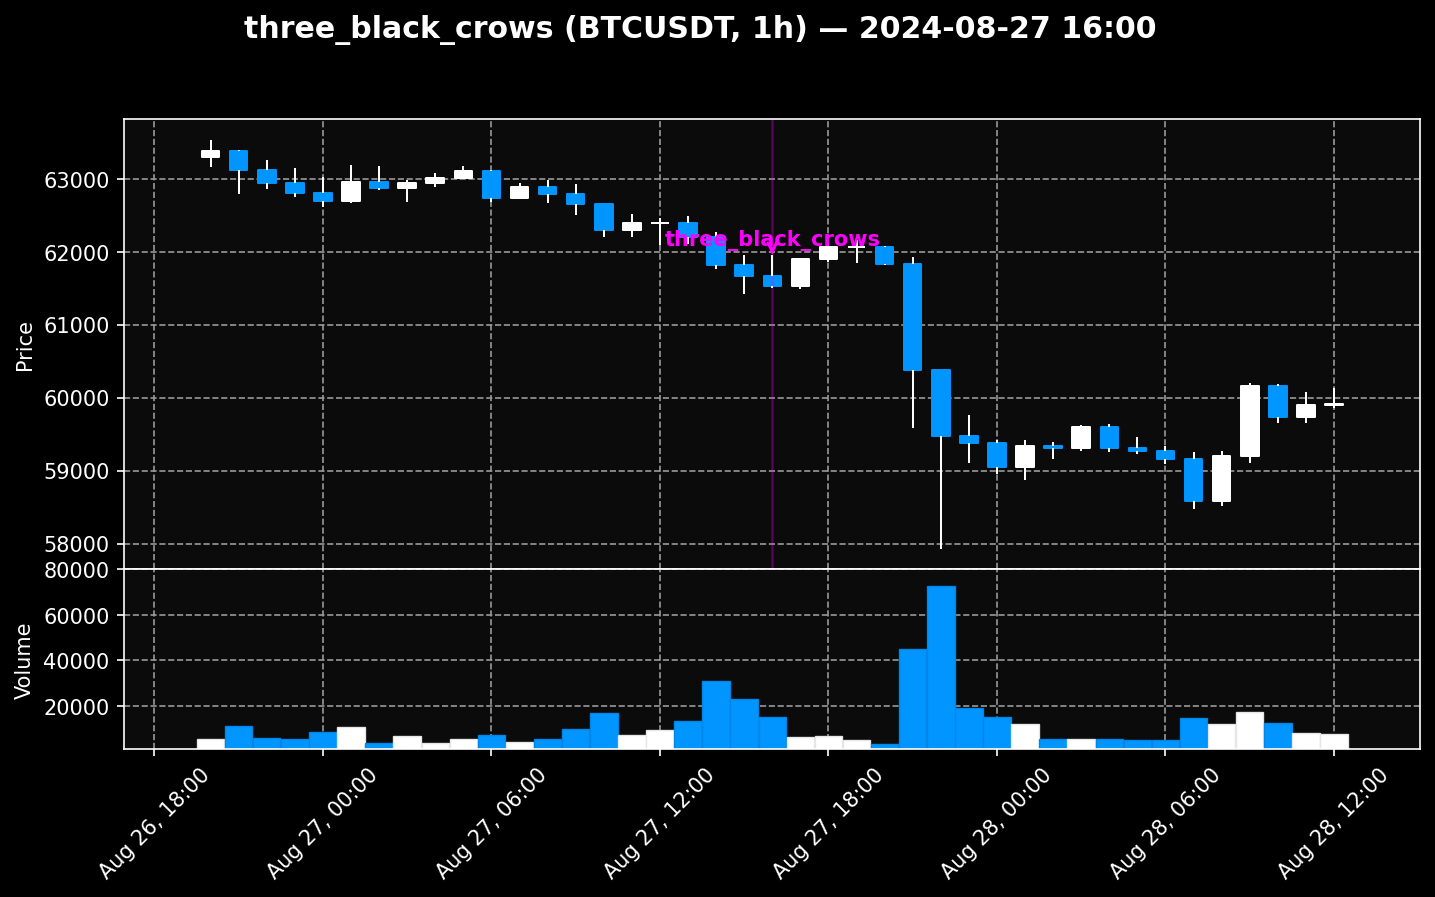 three_black_crows (BTCUSDT, 1h) — 2024-08-27 16:00
63000
62000
61000
60000
59000
58000
Price
three_black_crows
80000
60000
40000
20000
Volume
Aug 26, 18:00
Aug 27, 00:00
Aug 27, 06:00
Aug 27, 12:00
Aug 27, 18:00
Aug 28, 00:00
Aug 28, 06:00
Aug 28, 12:00